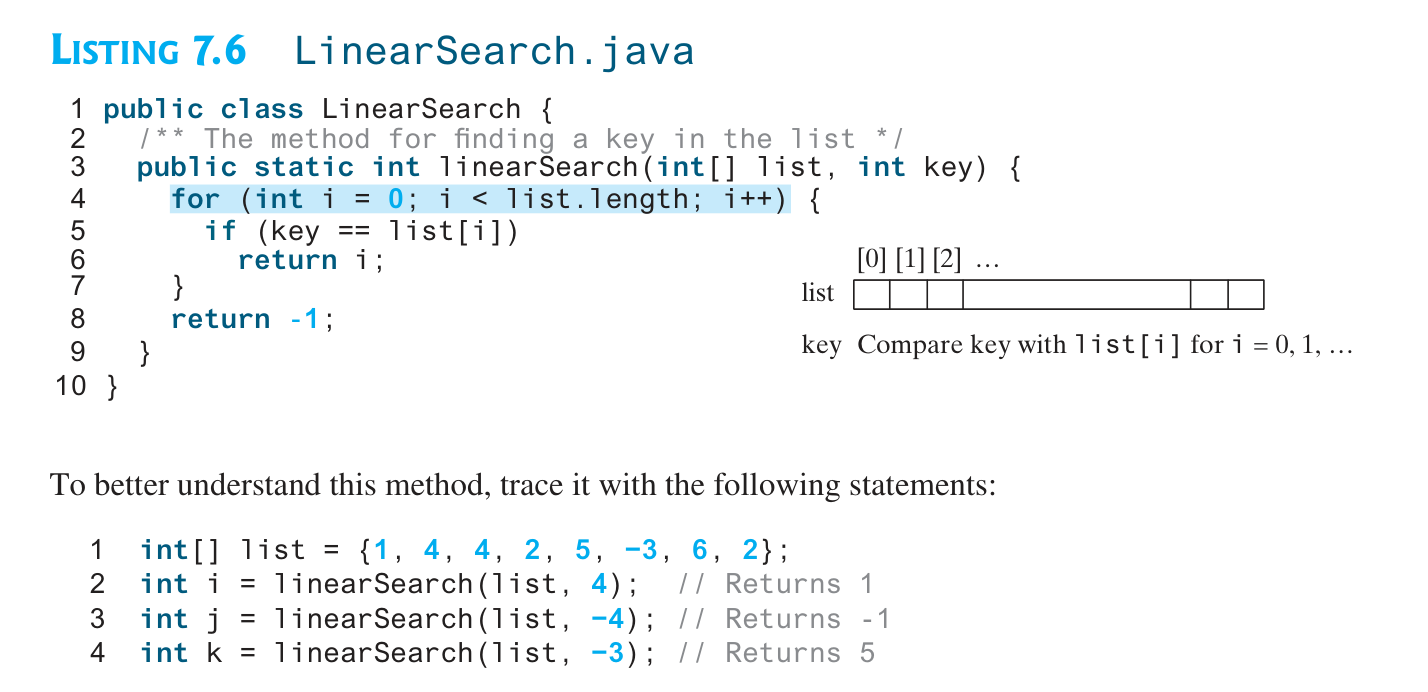 LISTING 7.6 LinearSearch.java
1 public class LinearSearch {
2 /** The method for finding a key in the list */
3 public static int linearSearch(int[] list, int key) {
4 for (int i = 0; i < list.length; i++) {
5 if (key == list[i])
6 return i;
7 }
8 return -1;
9 }
10 }
[0] [1] [2] …
list
key Compare key with list[i] for i = 0, 1, …
To better understand this method, trace it with the following statements:
1 int[] list = {1, 4, 4, 2, 5, −3, 6, 2};
2 int i = linearSearch(list, 4); // Returns 1
3 int j = linearSearch(list, −4); // Returns -1
4 int k = linearSearch(list, −3); // Returns 5